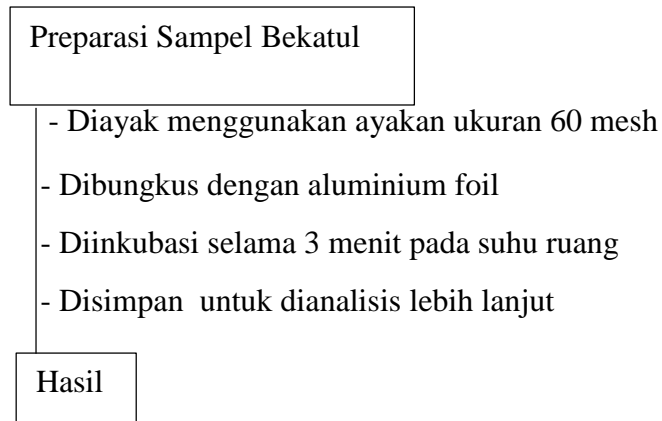 Preparasi Sampel Bekatul
- Diayak menggunakan ayakan ukuran 60 mesh
- Dibungkus dengan aluminium foil
- Diinkubasi selama 3 menit pada suhu ruang
- Disimpan  untuk dianalisis lebih lanjut
Hasil